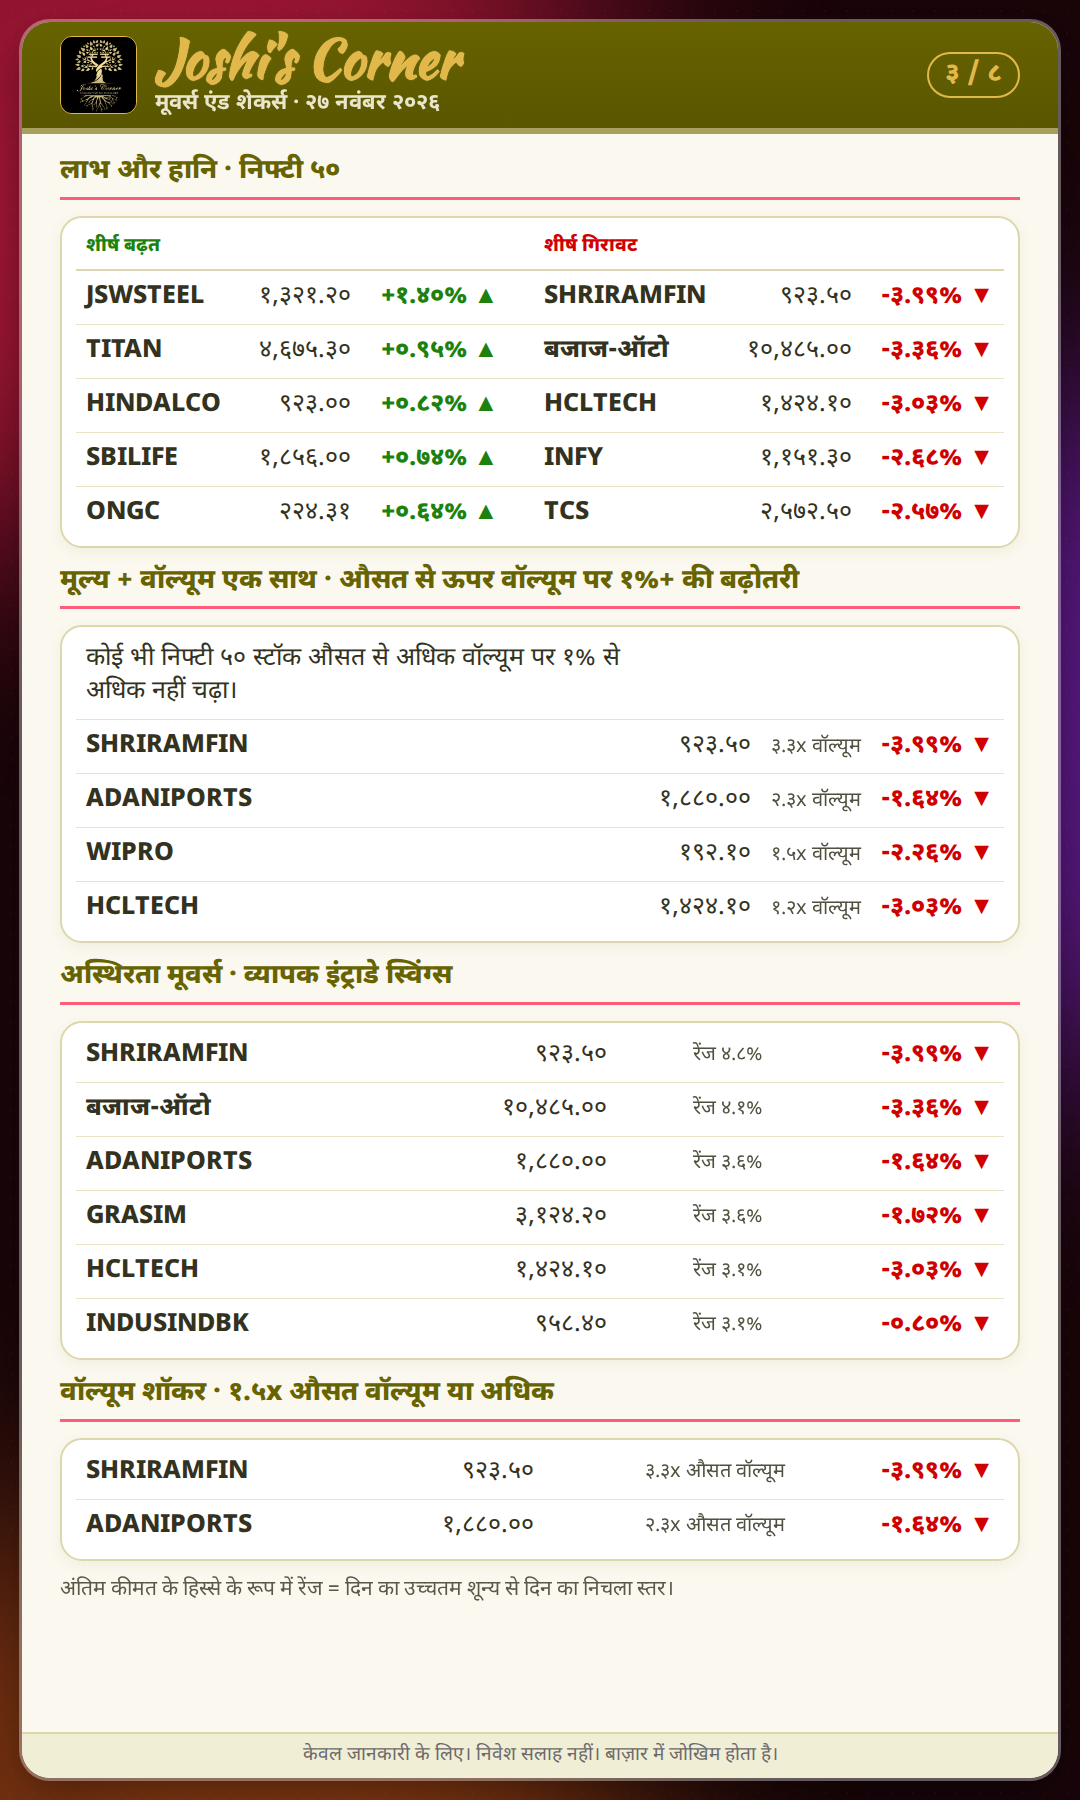 Joshi's Corner
Joshi's Corner
मूवर्स एंड शेकर्स · २७ नवंबर २०२६
३ / ८
लाभ और हानि · निफ्टी ५०
शीर्ष बढ़त शीर्ष गिरावट
JSWSTEEL १,३२१.२० +१.४०% ▲ SHRIRAMFIN ९२३.५० -३.९९% ▼
TITAN ४,६७५.३० +०.९५% ▲ बजाज-ऑटो १०,४८५.०० -३.३६% ▼
HINDALCO ९२३.०० +०.८२% ▲ HCLTECH १,४२४.१० -३.०३% ▼
SBILIFE १,८५६.०० +०.७४% ▲ INFY १,१५१.३० -२.६८% ▼
ONGC २२४.३१ +०.६४% ▲ TCS २,५७२.५० -२.५७% ▼
मूल्य + वॉल्यूम एक साथ · औसत से ऊपर वॉल्यूम पर १%+ की बढ़ोतरी
कोई भी निफ्टी ५० स्टॉक औसत से अधिक वॉल्यूम पर १% से
अधिक नहीं चढ़ा।
SHRIRAMFIN ९२३.५० ३.३x वॉल्यूम -३.९९% ▼
ADANIPORTS १,८८०.०० २.३x वॉल्यूम -१.६४% ▼
WIPRO १९२.१० १.५x वॉल्यूम -२.२६% ▼
HCLTECH १,४२४.१० १.२x वॉल्यूम -३.०३% ▼
अस्थिरता मूवर्स · व्यापक इंट्राडे स्विंग्स
SHRIRAMFIN ९२३.५० रेंज ४.८% -३.९९% ▼
बजाज-ऑटो १०,४८५.०० रेंज ४.१% -३.३६% ▼
ADANIPORTS १,८८०.०० रेंज ३.६% -१.६४% ▼
GRASIM ३,१२४.२० रेंज ३.६% -१.७२% ▼
HCLTECH १,४२४.१० रेंज ३.१% -३.०३% ▼
INDUSINDBK ९५८.४० रेंज ३.१% -०.८०% ▼
वॉल्यूम शॉकर · १.५x औसत वॉल्यूम या अधिक
SHRIRAMFIN ९२३.५० ३.३x औसत वॉल्यूम -३.९९% ▼
ADANIPORTS १,८८०.०० २.३x औसत वॉल्यूम -१.६४% ▼
अंतिम कीमत के हिस्से के रूप में रेंज = दिन का उच्चतम शून्य से दिन का निचला स्तर।
केवल जानकारी के लिए। निवेश सलाह नहीं। बाज़ार में जोखिम होता है।